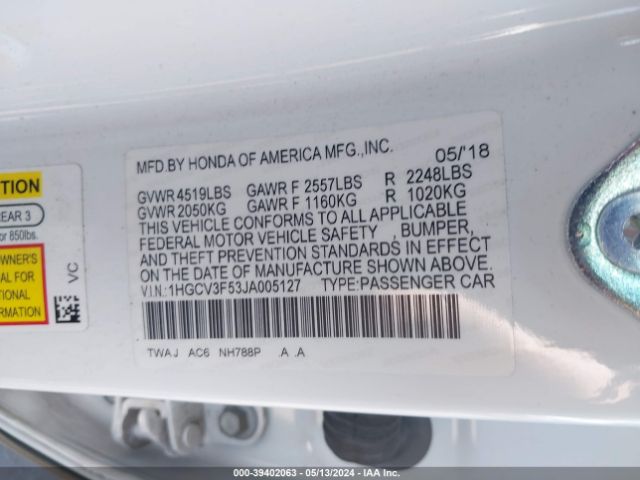 MFD.BY HONDA OF AMERICA MFG.,INC. 05/'18
GVWR 4519LBS GAWR F 2557LBS R 2248LBS
GVWR 2050KG GAWR F 1160KG R 1020KG
THIS VEHICLE CONFORMS TO ALL APPLICABLE
FEDERAL MOTOR VEHICLE SAFETY , BUMPER,
AND THEFT PREVENTION STANDARDS IN EFFECT
ON THE DATE OF MANUFACTURE SHOWN ABOVE.
V.I.N.:1HGCV3F53JA005127 TYPE:PASSENGER CAR
TWAJ AC6 NH788P .A .A
REAR 3
or 850lbs.
OWNER'S
AL FOR
TIONAL
RMATION
VC
000-39402063 - 05/13/2024 - IAA Inc.